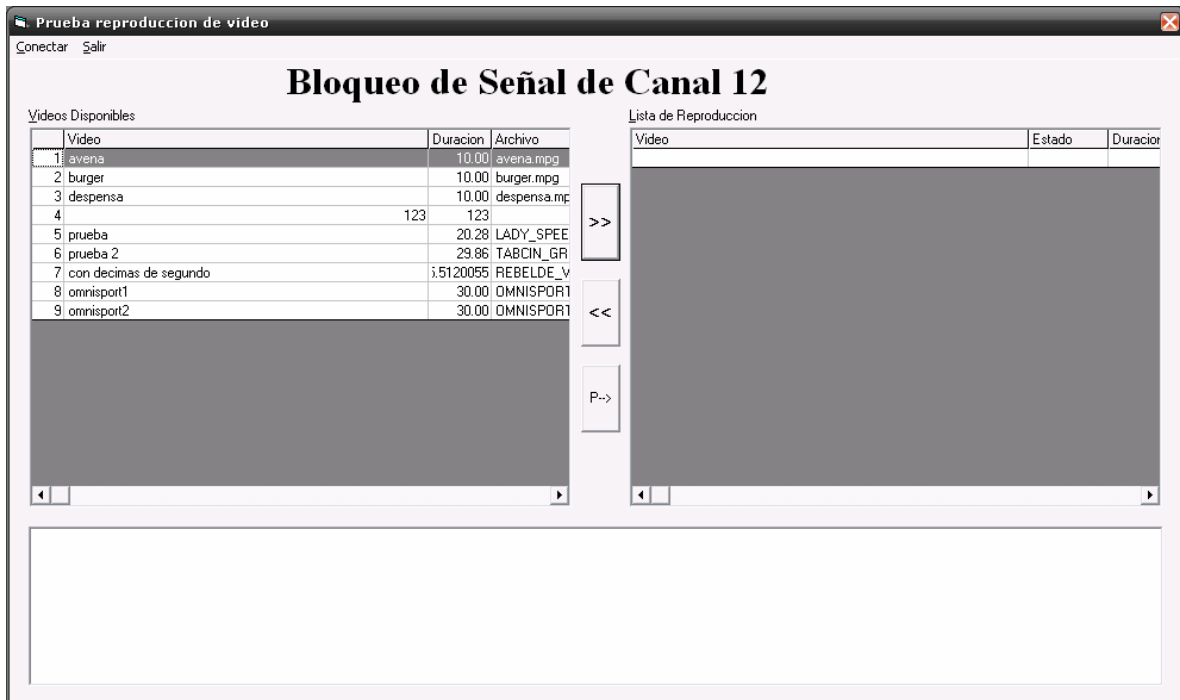 Prueba reproduccion de video
Conectar Salir
Bloqueo de Señal de Canal 12
Videos Disponibles
Video Duracion Archivo
1 avena 10.00 avena.mpg
2 burger 10.00 burger.mpg
3 despensa 10.00 despensa.mp
4 123 123
5 prueba 20.28 LADY_SPEE
6 prueba 2 29.86 TABCIN_GR
7 con decimas de segundo 5.5120055 REBELDE_V
8 omnisport1 30.00 OMNISPORT
9 omnisport2 30.00 OMNISPORT
>>
<<
P-->
Lista de Reproduccion
Video Estado Duracion